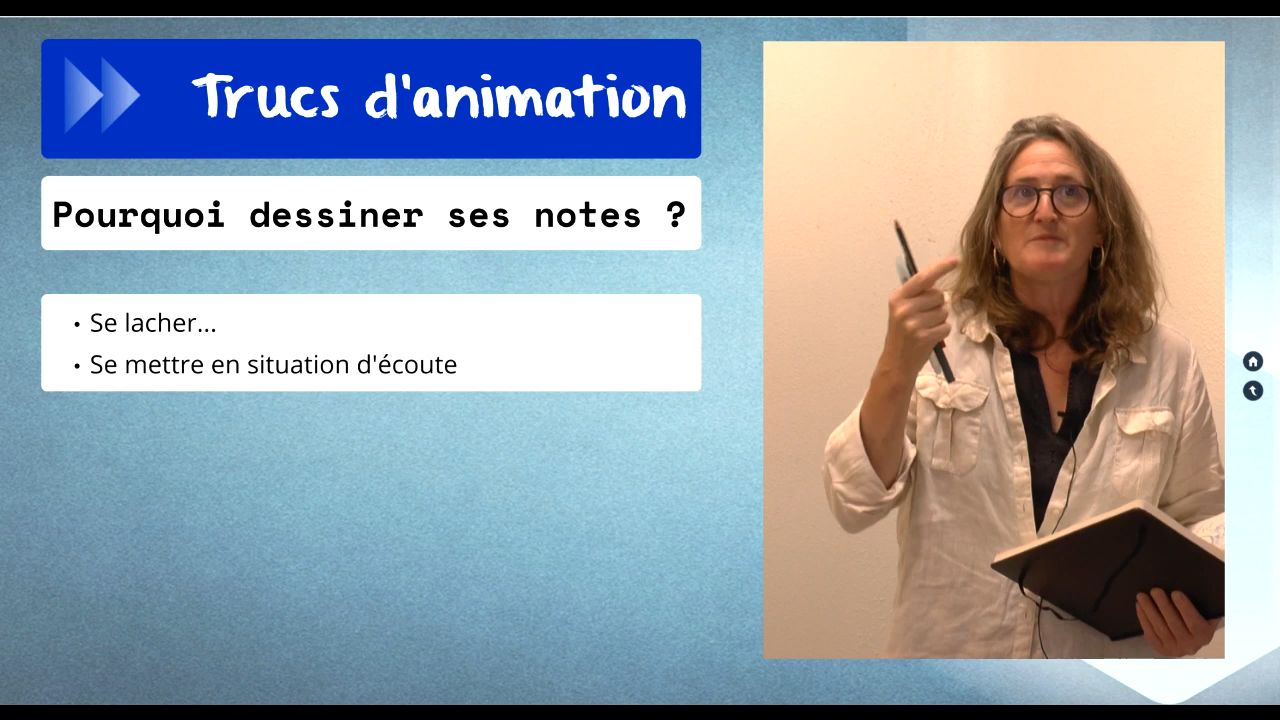 Trucs d'animation
Pourquoi dessiner ses notes ?
• Se lacher...
• Se mettre en situation d'écoute